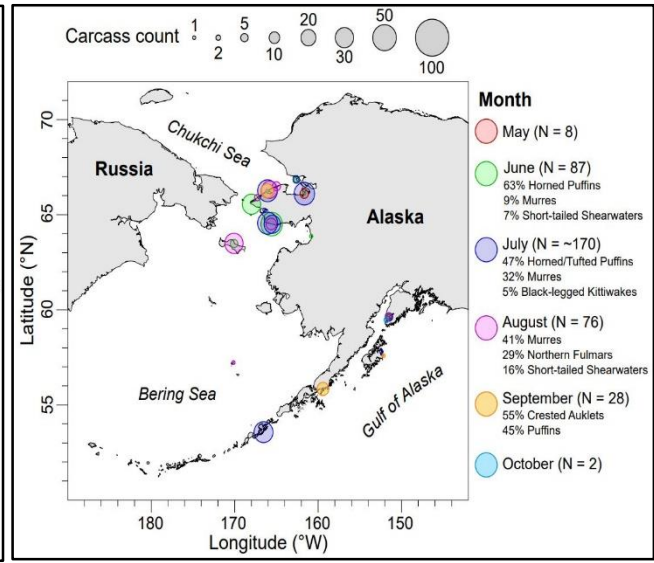 Carcass count
1 5 20 50
2 10 30 100
Month
May (N = 8)
June (N = 87)
63% Horned Puffins
9% Murres
7% Short-tailed Shearwaters
July (N = ~170)
47% Horned/Tufted Puffins
32% Murres
5% Black-legged Kittiwakes
August (N = 76)
41% Murres
29% Northern Fulmars
16% Short-tailed Shearwaters
September (N = 28)
55% Crested Auklets
45% Puffins
October (N = 2)
Chukchi Sea
Russia
Alaska
Bering Sea
Gulf of Alaska
Latitude (°N)
70
65
60
55
180 170 160 150
Longitude (°W)